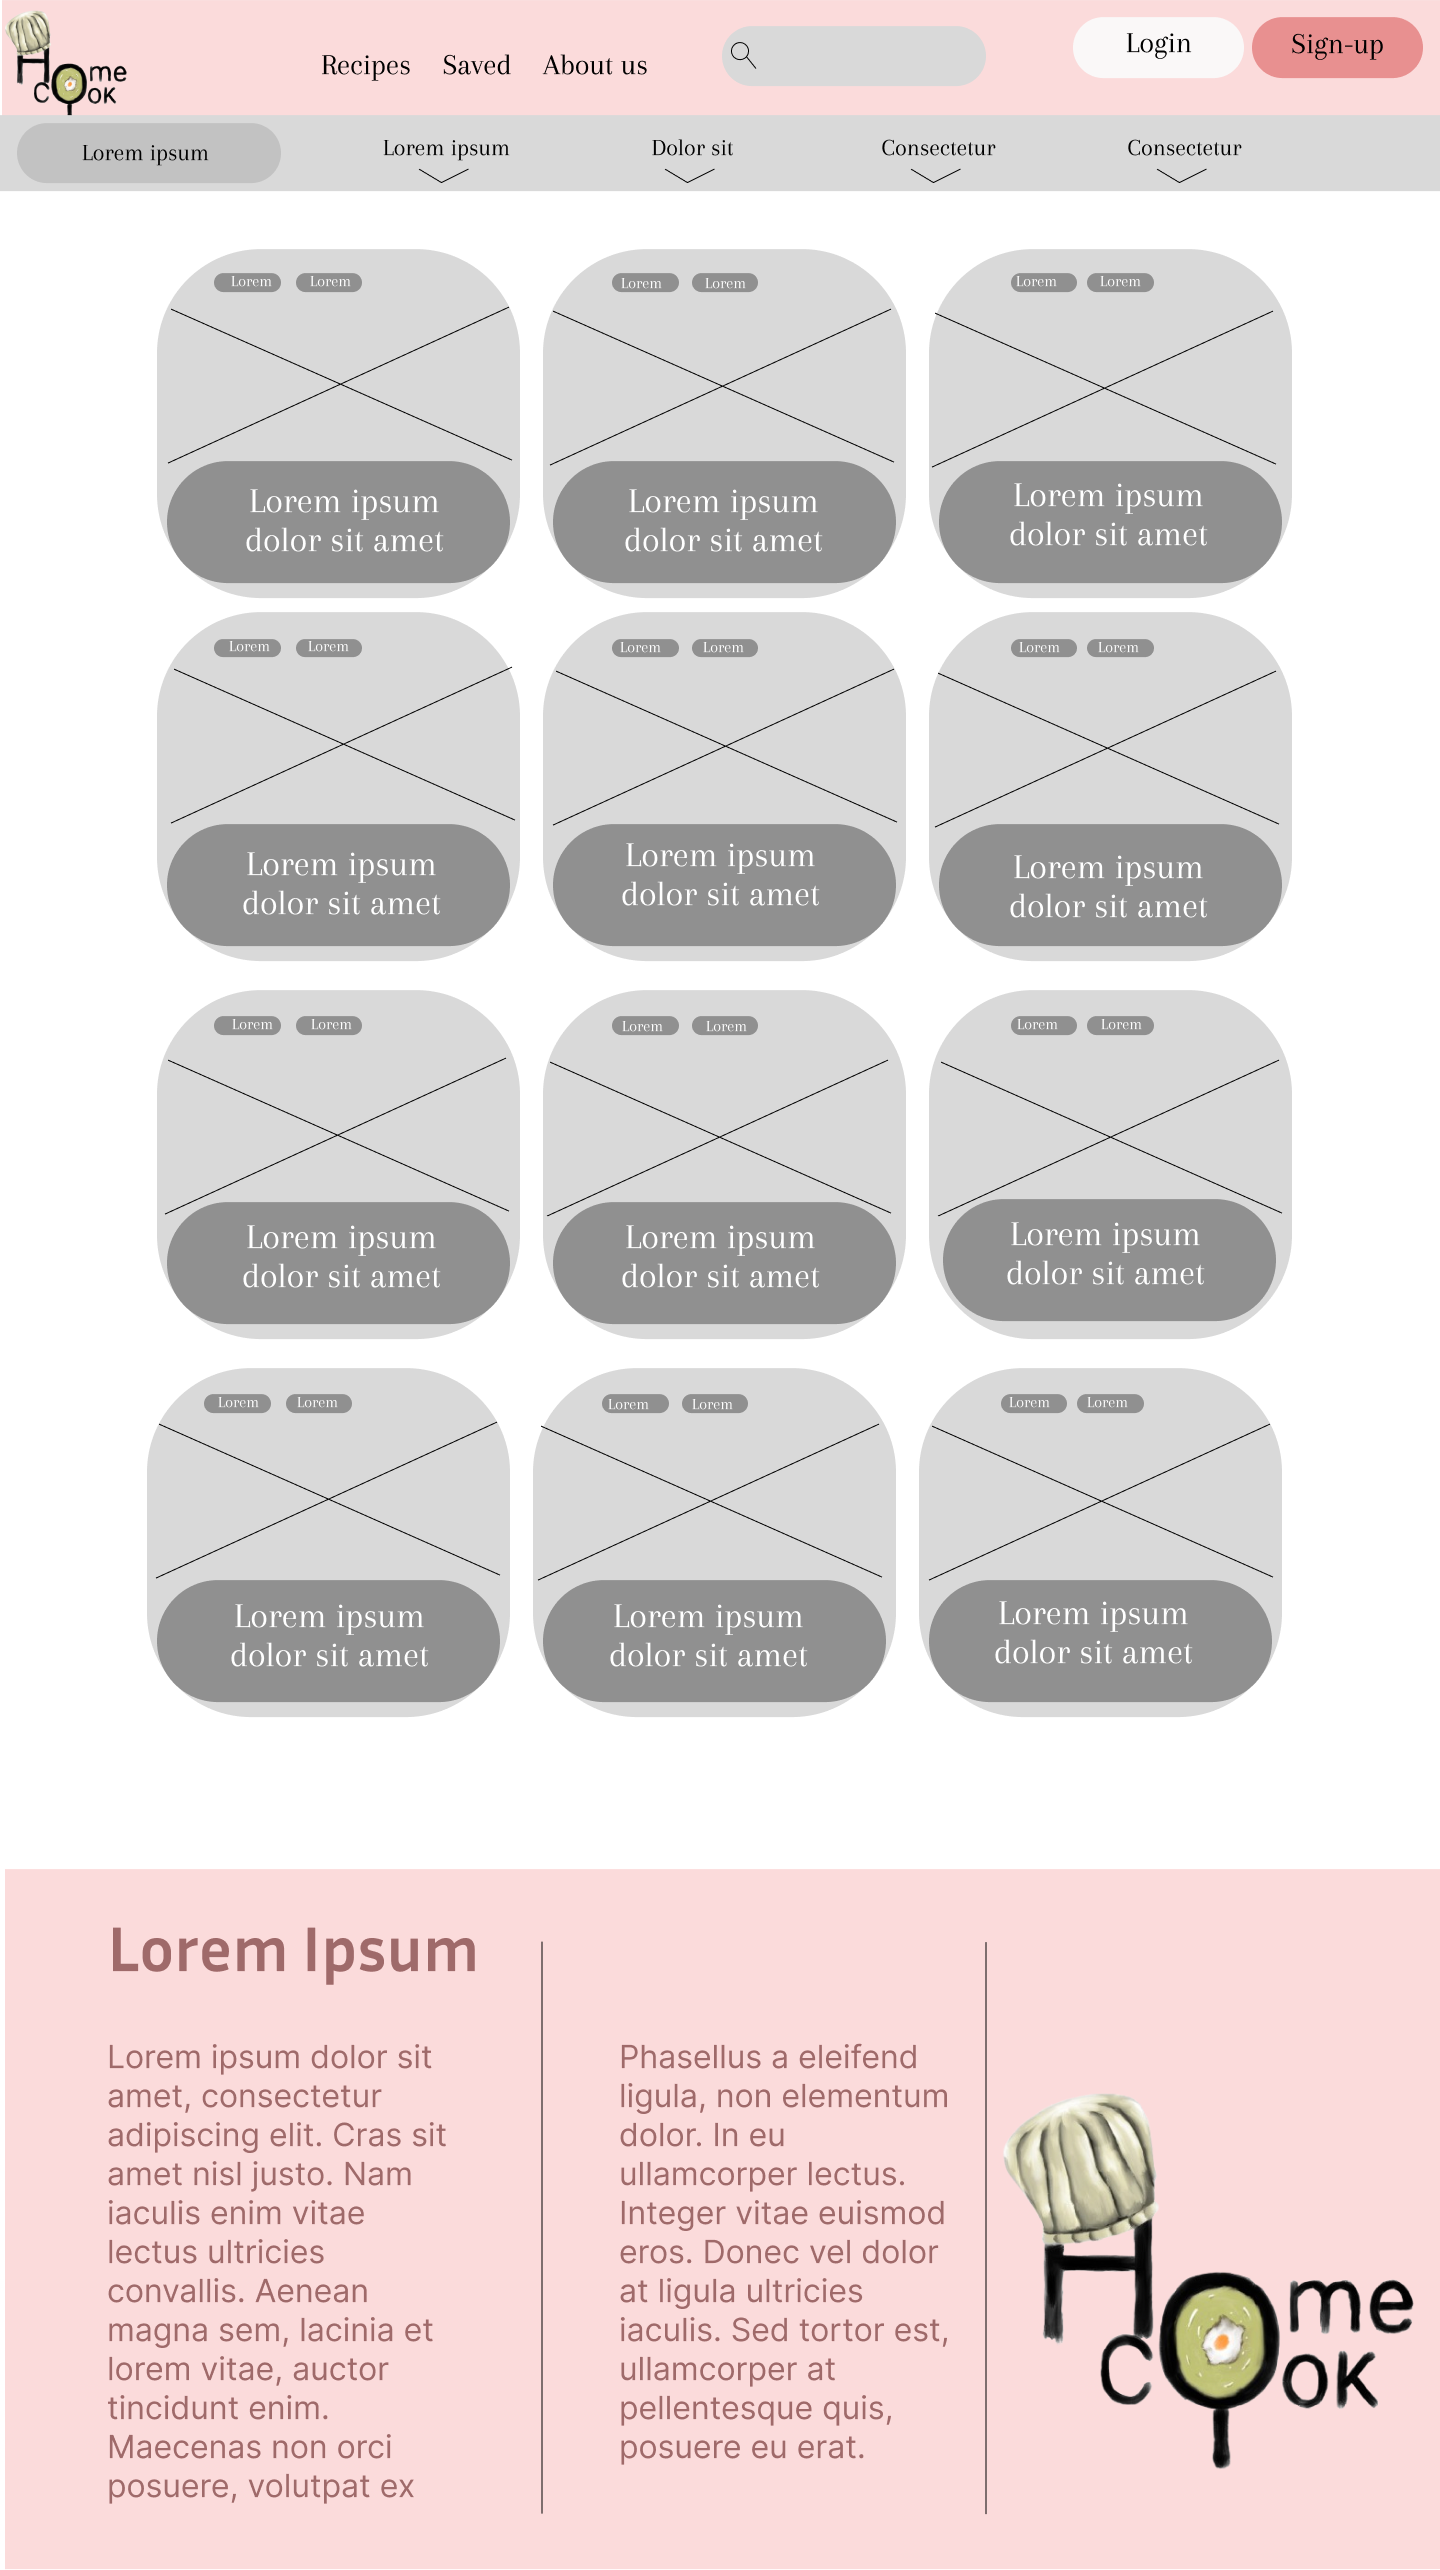 Home
Cook
Recipes Saved About us
Login
Sign-up
Lorem ipsum
Lorem ipsum
Dolor sit
Consectetur
Consectetur
Lorem Lorem
Lorem ipsum
dolor sit amet
Lorem Lorem
Lorem ipsum
dolor sit amet
Lorem Lorem
Lorem ipsum
dolor sit amet
Lorem Lorem
Lorem ipsum
dolor sit amet
Lorem Lorem
Lorem ipsum
dolor sit amet
Lorem Lorem
Lorem ipsum
dolor sit amet
Lorem Lorem
Lorem ipsum
dolor sit amet
Lorem Lorem
Lorem ipsum
dolor sit amet
Lorem Lorem
Lorem ipsum
dolor sit amet
Lorem Lorem
Lorem ipsum
dolor sit amet
Lorem Lorem
Lorem ipsum
dolor sit amet
Lorem Lorem
Lorem ipsum
dolor sit amet
Lorem Ipsum
Lorem ipsum dolor sit
amet, consectetur
adipiscing elit. Cras sit
amet nisl justo. Nam
iaculis enim vitae
lectus ultricies
convallis. Aenean
magna sem, lacinia et
lorem vitae, auctor
tincidunt enim.
Maecenas non orci
posuere, volutpat ex
Phasellus a eleifend
ligula, non elementum
dolor. In eu
ullamcorper lectus.
Integer vitae euismod
eros. Donec vel dolor
at ligula ultricies
iaculis. Sed tortor est,
ullamcorper at
pellentesque quis,
posuere eu erat.
Home
Cook